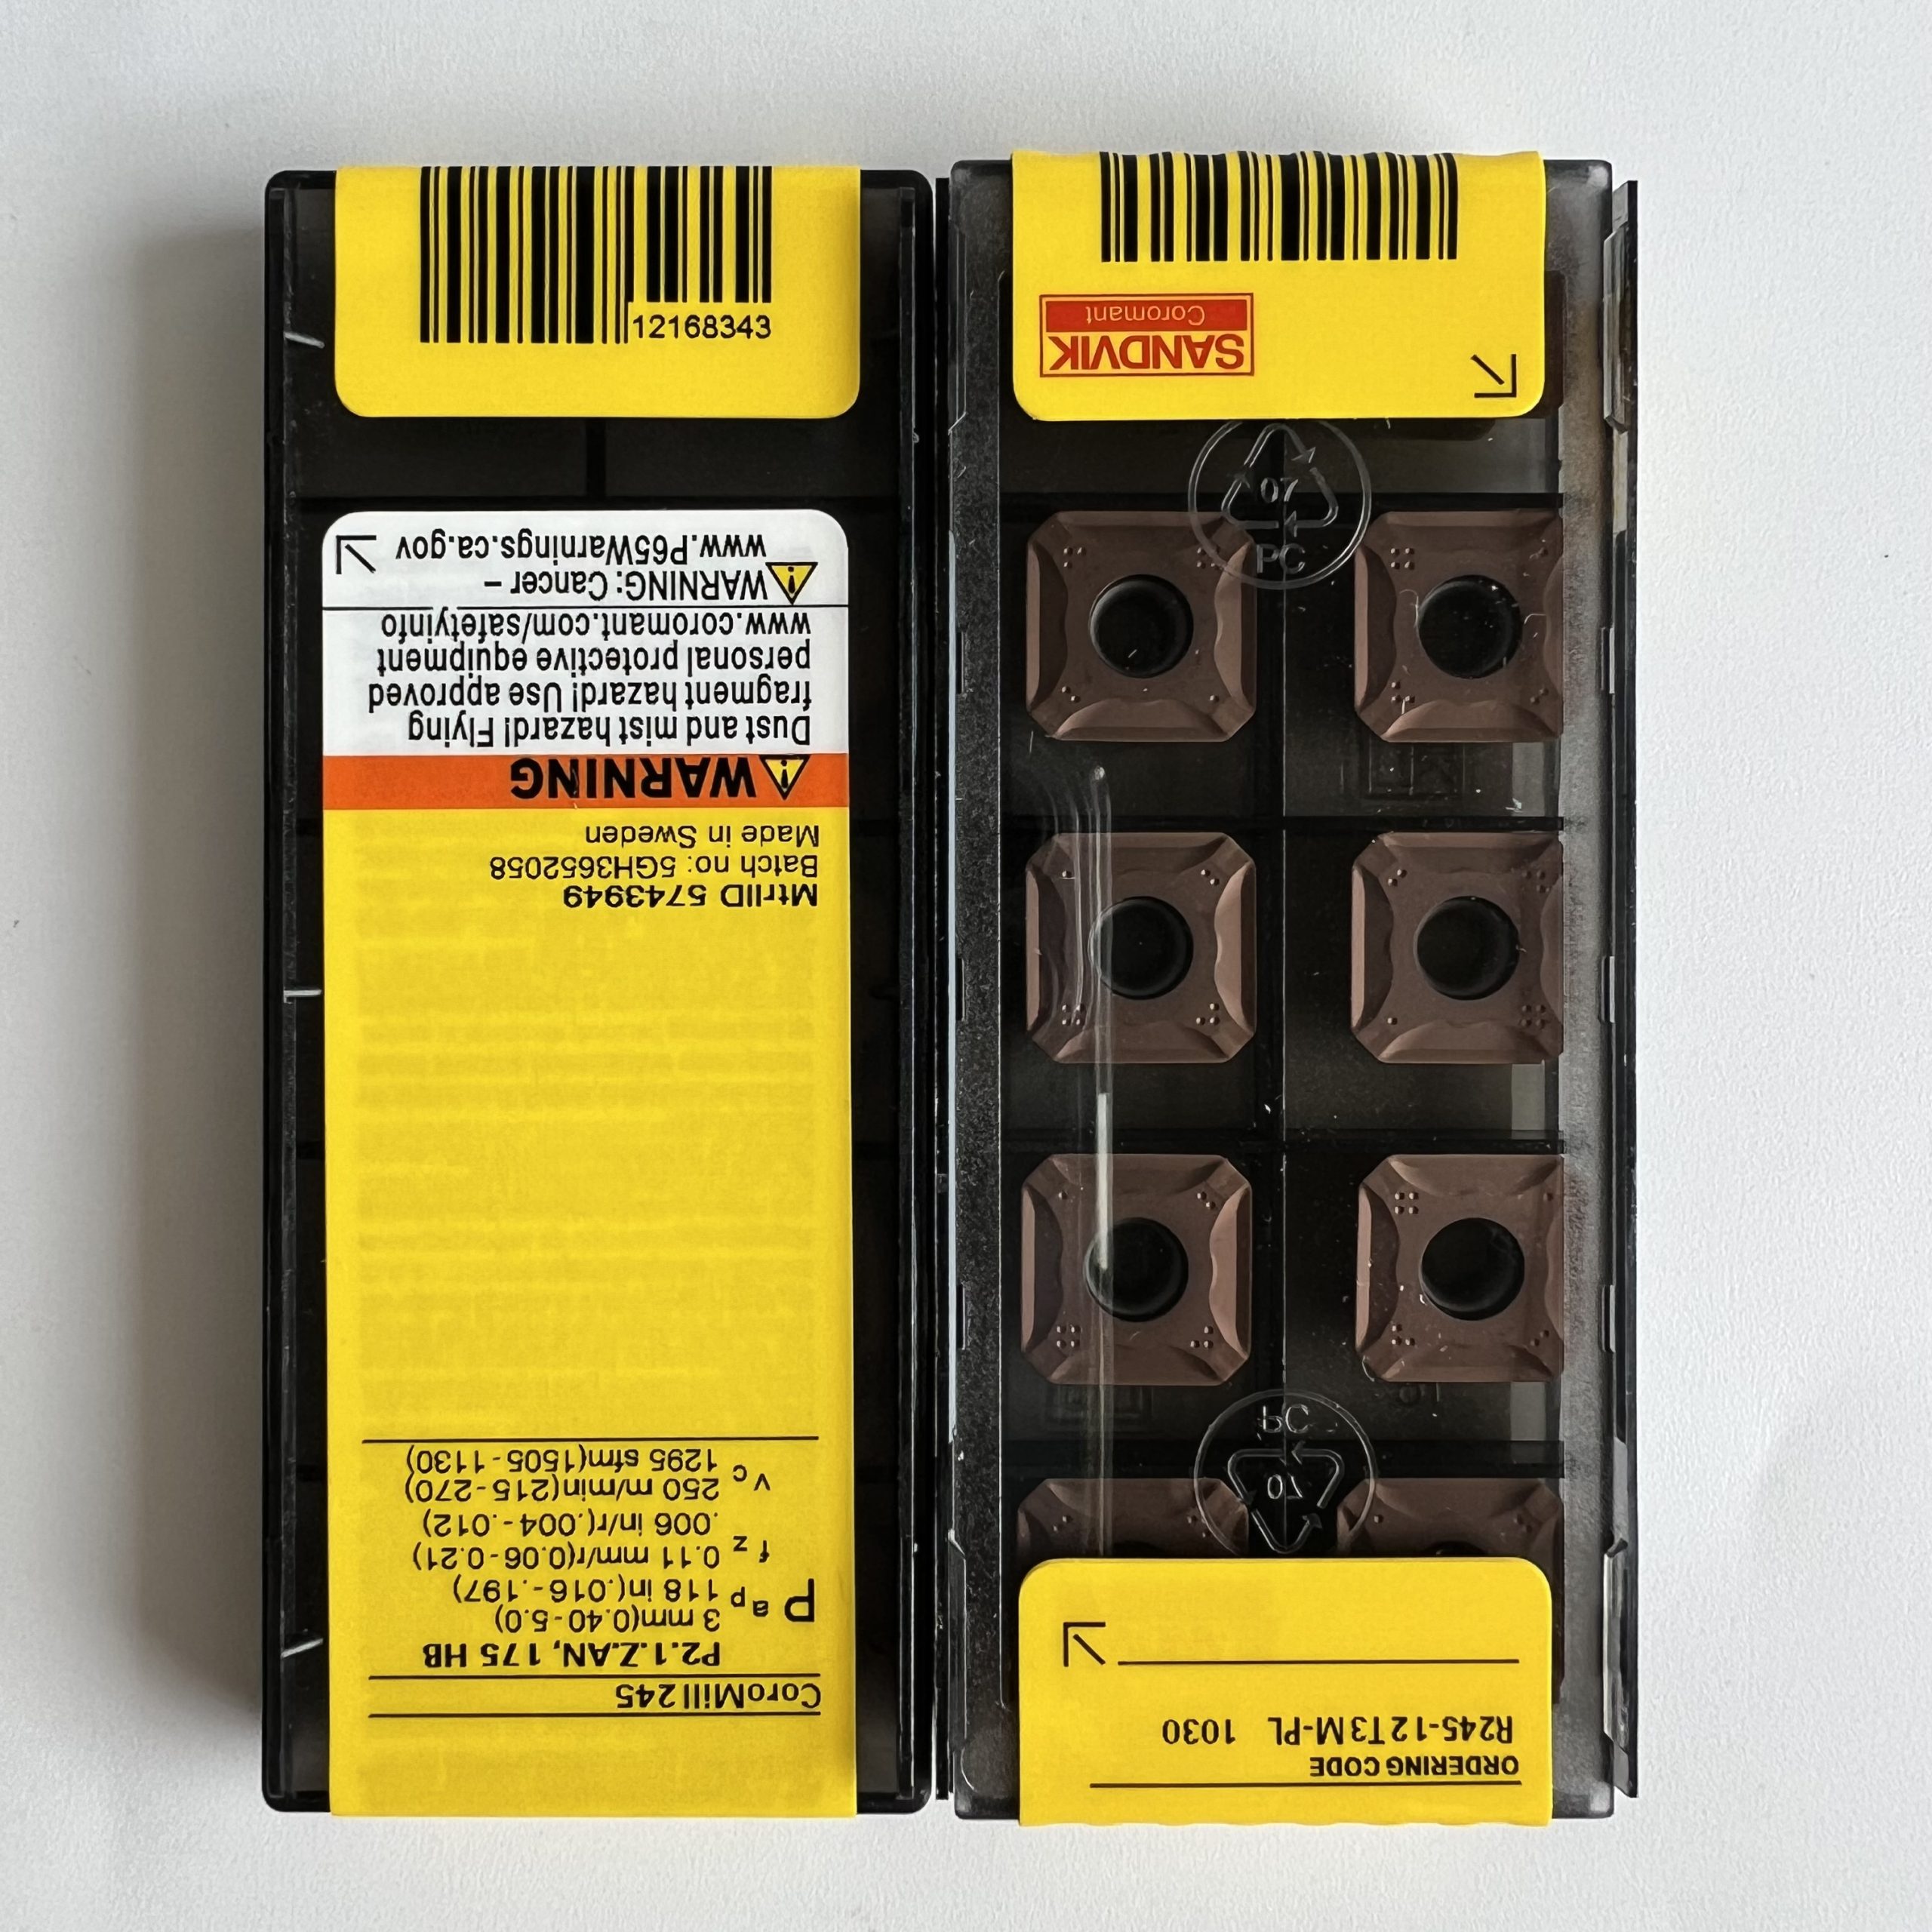 12168343
www.P65Warnings.ca.gov
WARNING: Cancer –
www.coromant.com/safetyinfo
personal protective equipment
fragment hazard! Use approved
Dust and mist hazard! Flying
WARNING
Made in Sweden
Batch no: 5GH3652058
MtrlID 5743949
1295 sfm(1505-1130)
vc 250 m/min(215-270)
.006 in/r(.004-.012)
fz 0.11 mm/r(0.06-0.21)
118 in(.016-.197)
P ap 3 mm(0.40-5.0)
P2.1.Z.AN, 175 HB
CoroMill 245
Coromant
SANDVIK
07
PC
PC
07
R245-12 T3 M-PL 1030
ORDERING CODE